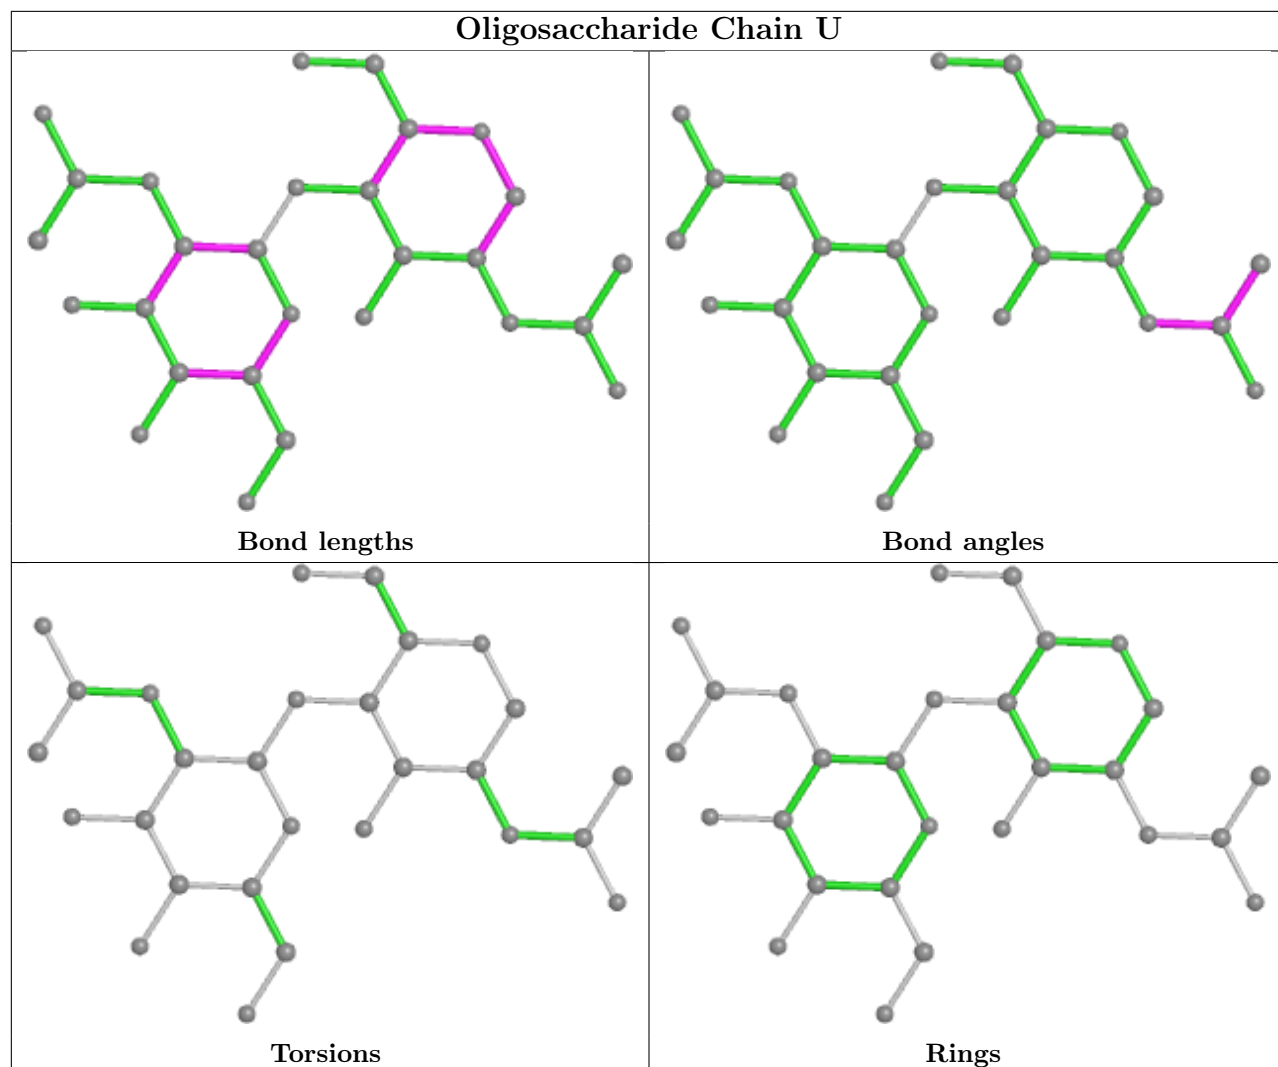 Oligosaccharide Chain U
Bond lengths
Bond angles
Torsions
Rings